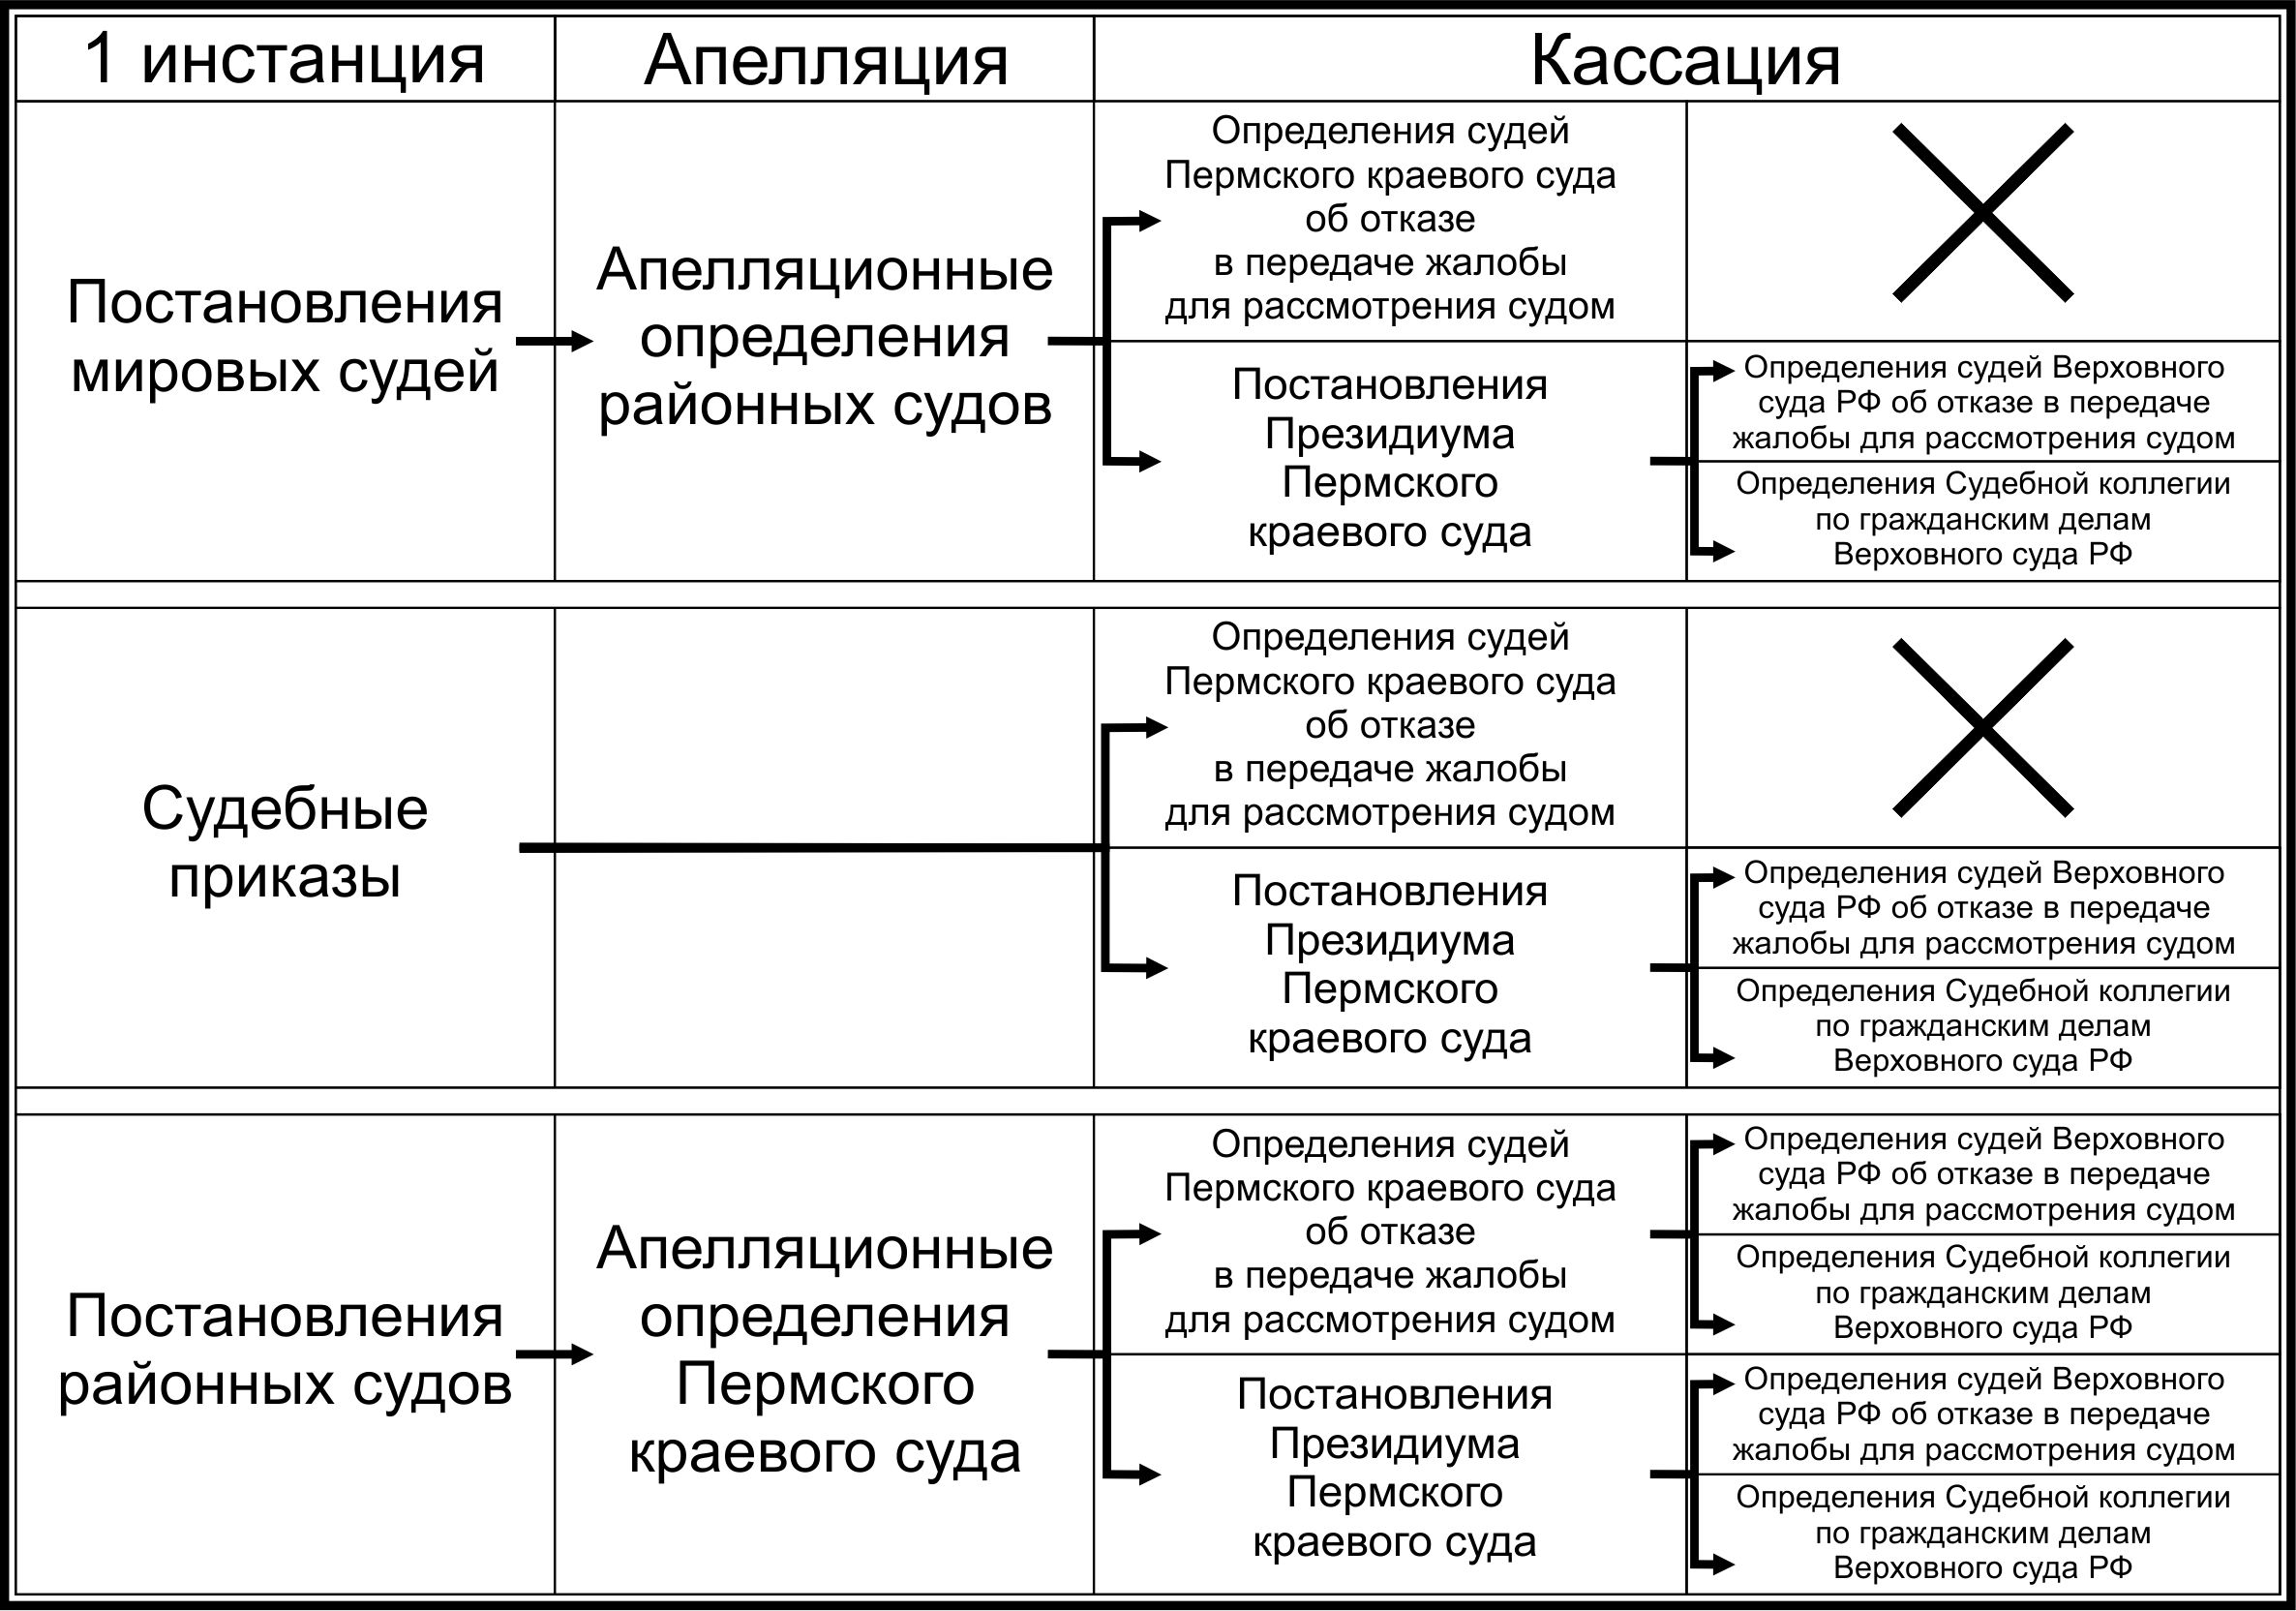 1 инстанция
Апелляция
Кассация
Постановления
мировых судей
Апелляционные
определения
районных судов
Определения судей
Пермского краевого суда
об отказе
в передаче жалобы
для рассмотрения судом
Постановления
Президиума
Пермского
краевого суда
Определения судей Верховного
суда РФ об отказе в передаче
жалобы для рассмотрения судом
Определения Судебной коллегии
по гражданским делам
Верховного суда РФ
Судебные
приказы
Определения судей
Пермского краевого суда
об отказе
в передаче жалобы
для рассмотрения судом
Постановления
Президиума
Пермского
краевого суда
Определения судей Верховного
суда РФ об отказе в передаче
жалобы для рассмотрения судом
Определения Судебной коллегии
по гражданским делам
Верховного суда РФ
Постановления
районных судов
Апелляционные
определения
Пермского
краевого суда
Определения судей
Пермского краевого суда
об отказе
в передаче жалобы
для рассмотрения судом
Определения судей Верховного
суда РФ об отказе в передаче
жалобы для рассмотрения судом
Определения Судебной коллегии
по гражданским делам
Верховного суда РФ
Постановления
Президиума
Пермского
краевого суда
Определения судей Верховного
суда РФ об отказе в передаче
жалобы для рассмотрения судом
Определения Судебной коллегии
по гражданским делам
Верховного суда РФ